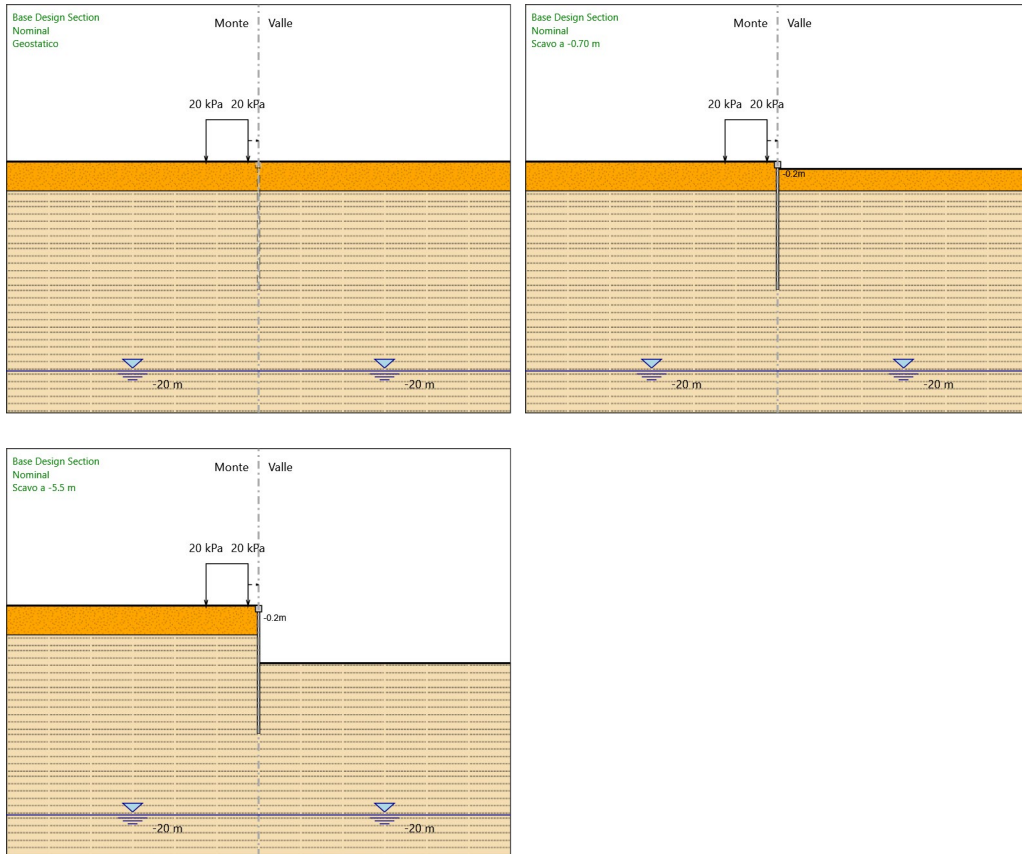 Base Design Section
Nominal
Geostatico
Monte Valle
20 kPa 20 kPa
-20 m -20 m
Base Design Section
Nominal
Scavo a -0.70 m
Monte Valle
20 kPa 20 kPa
-0.2m
-20 m -20 m
Base Design Section
Nominal
Scavo a -5.5 m
Monte Valle
20 kPa 20 kPa
-0.2m
-20 m -20 m